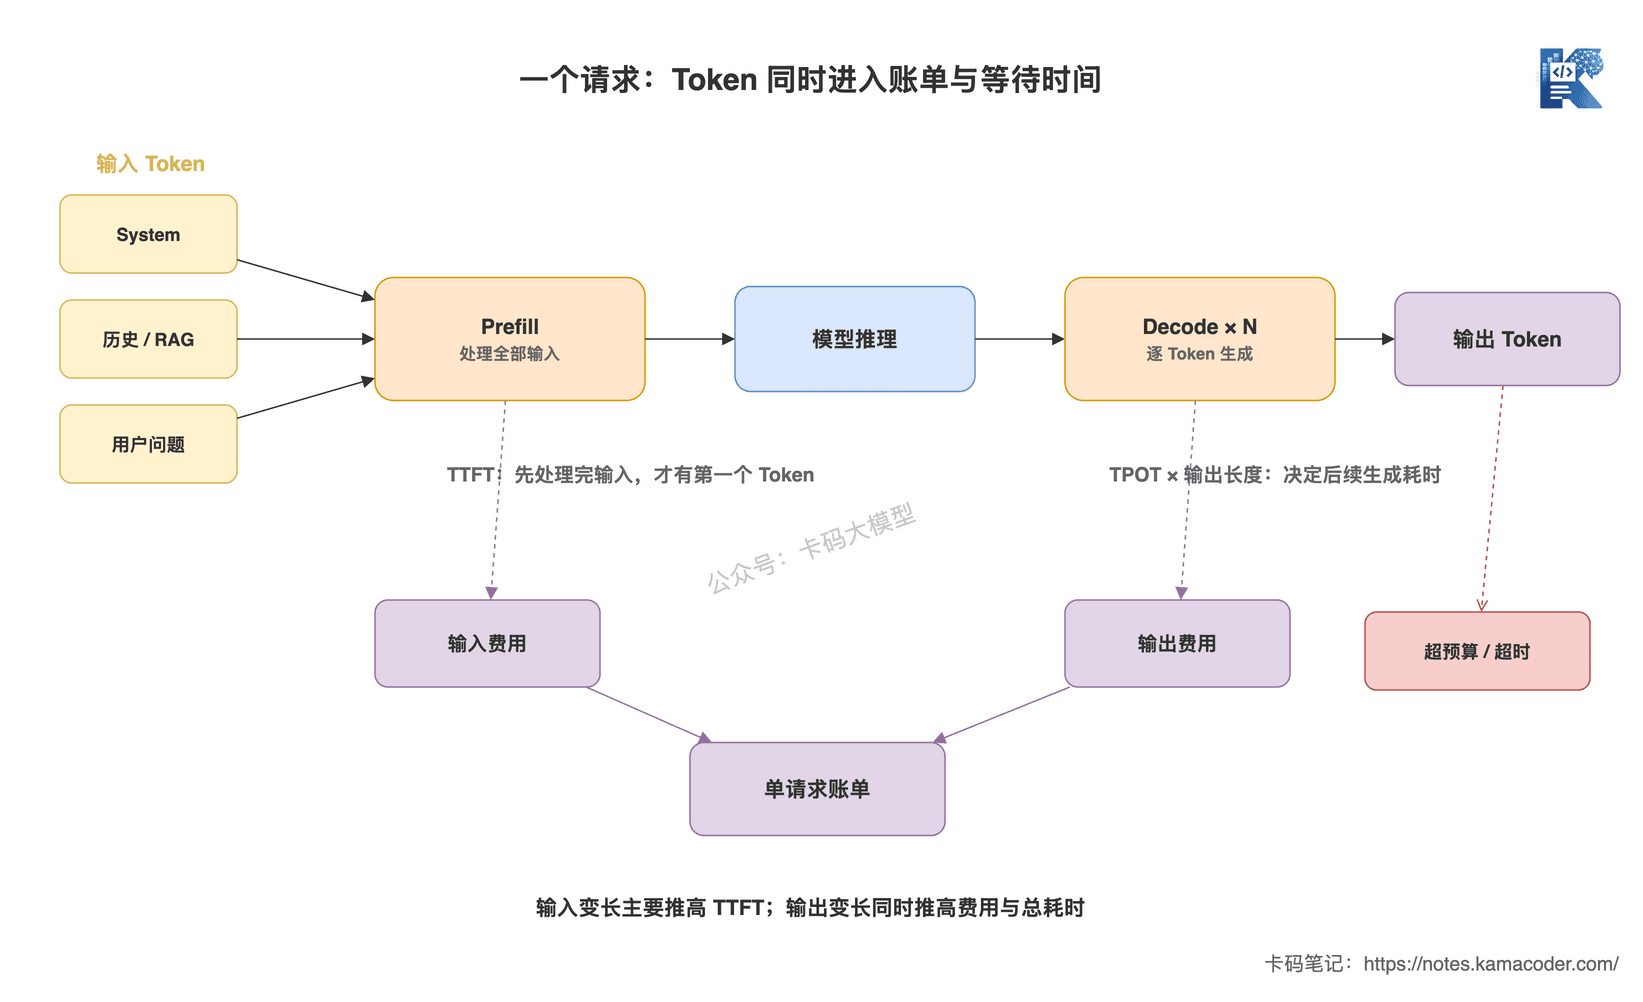 一个请求：Token 同时进入账单与等待时间
</>
输入 Token
System
历史 / RAG
用户问题
Prefill
处理全部输入
模型推理
Decode × N
逐 Token 生成
输出 Token
TTFT：先处理完输入，才有第一个 Token
TPOT × 输出长度：决定后续生成耗时
公众号：卡码大模型
输入费用
输出费用
超预算 / 超时
单请求账单
输入变长主要推高 TTFT；输出变长同时推高费用与总耗时
卡码笔记：https://notes.kamacoder.com/